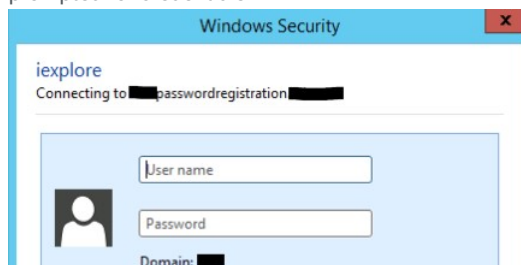 Windows Security
x
iexplore
Connecting to passwordregistration
User name
Password
Domain: